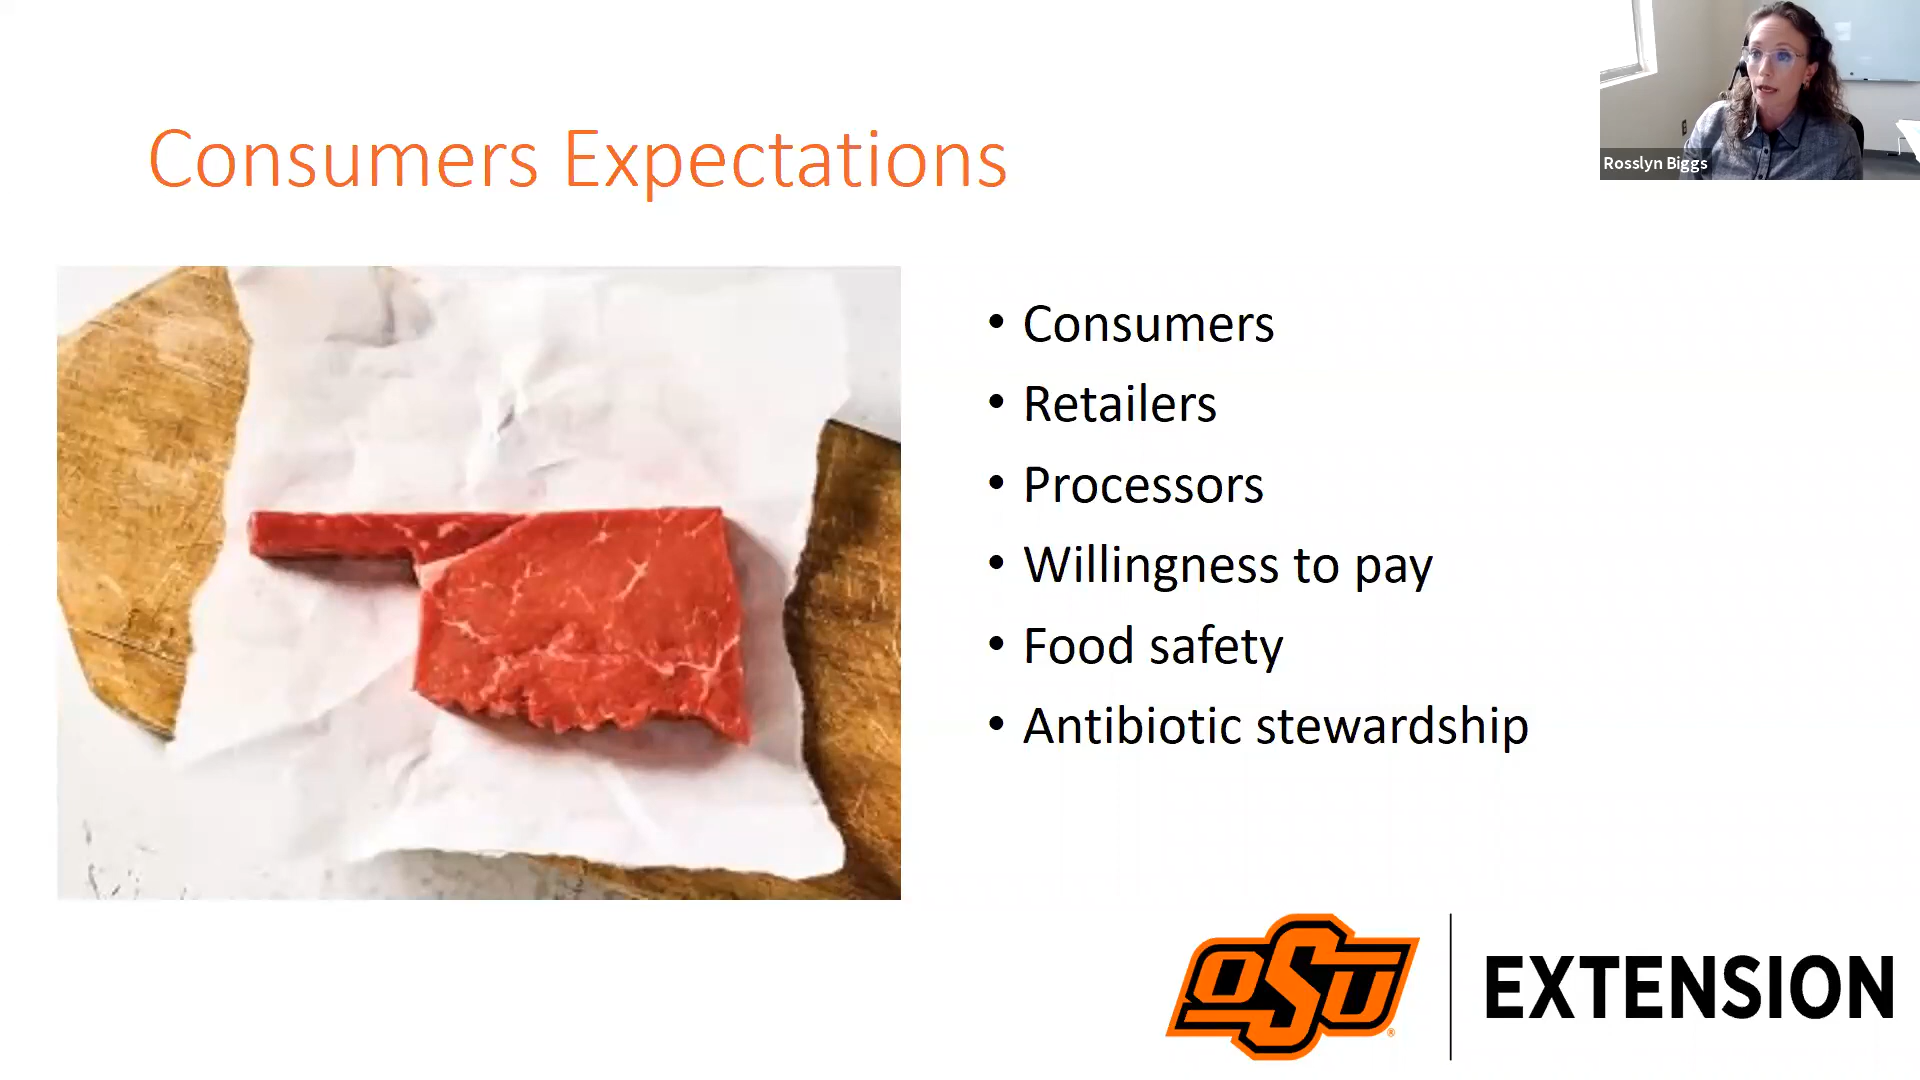 Consumers Expectations
Rosslyn Biggs
• Consumers
• Retailers
• Processors
• Willingness to pay
• Food safety
• Antibiotic stewardship
OSU®
EXTENSION